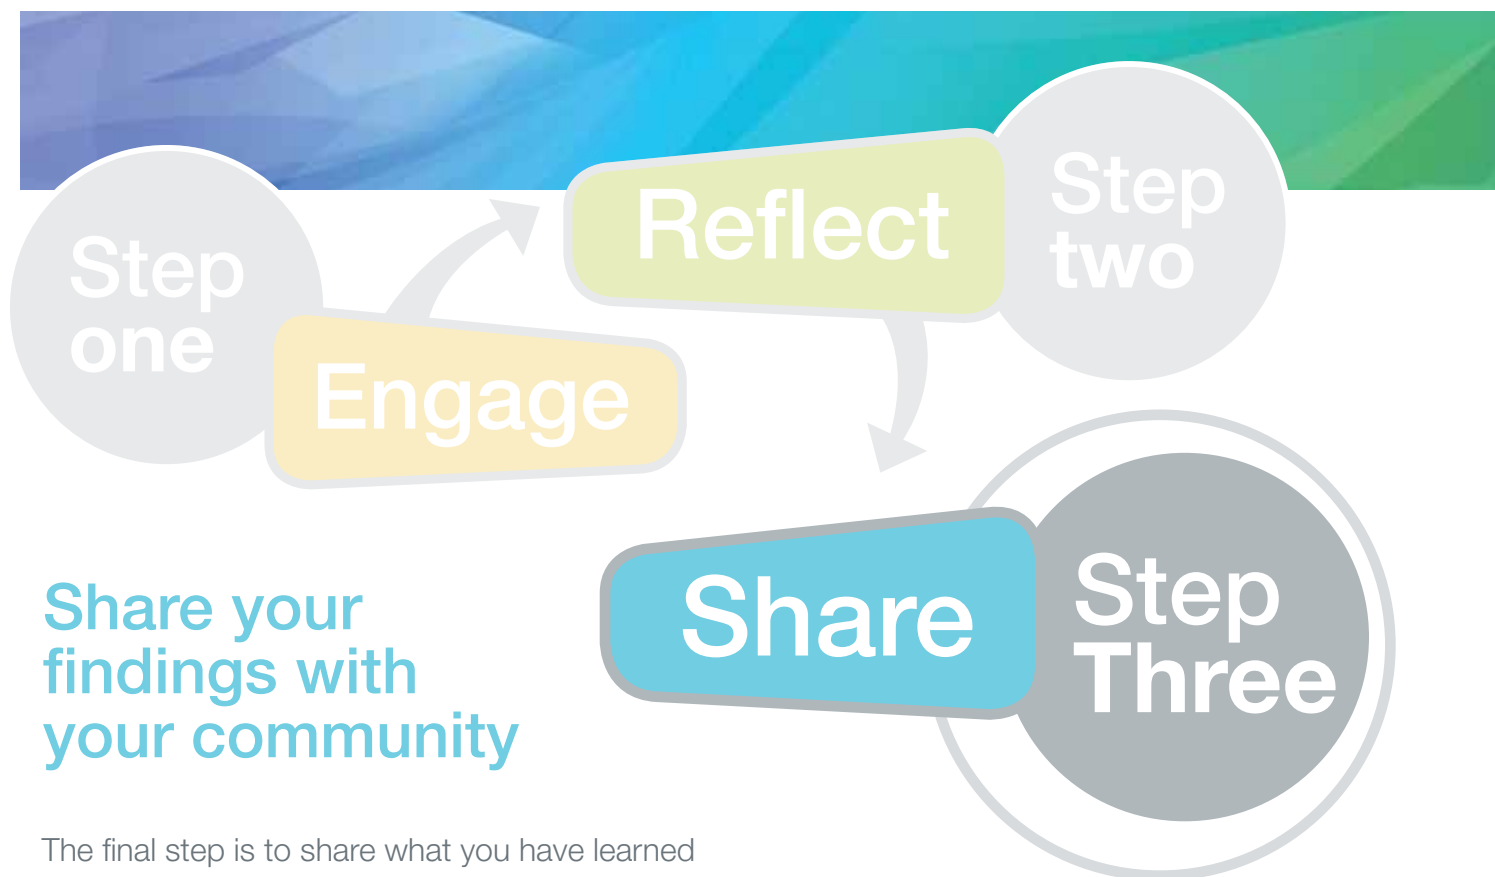 Step
one
Engage
Reflect
Step
two
Share
Step
Three
Share your
findings with
your community
The final step is to share what you have learned